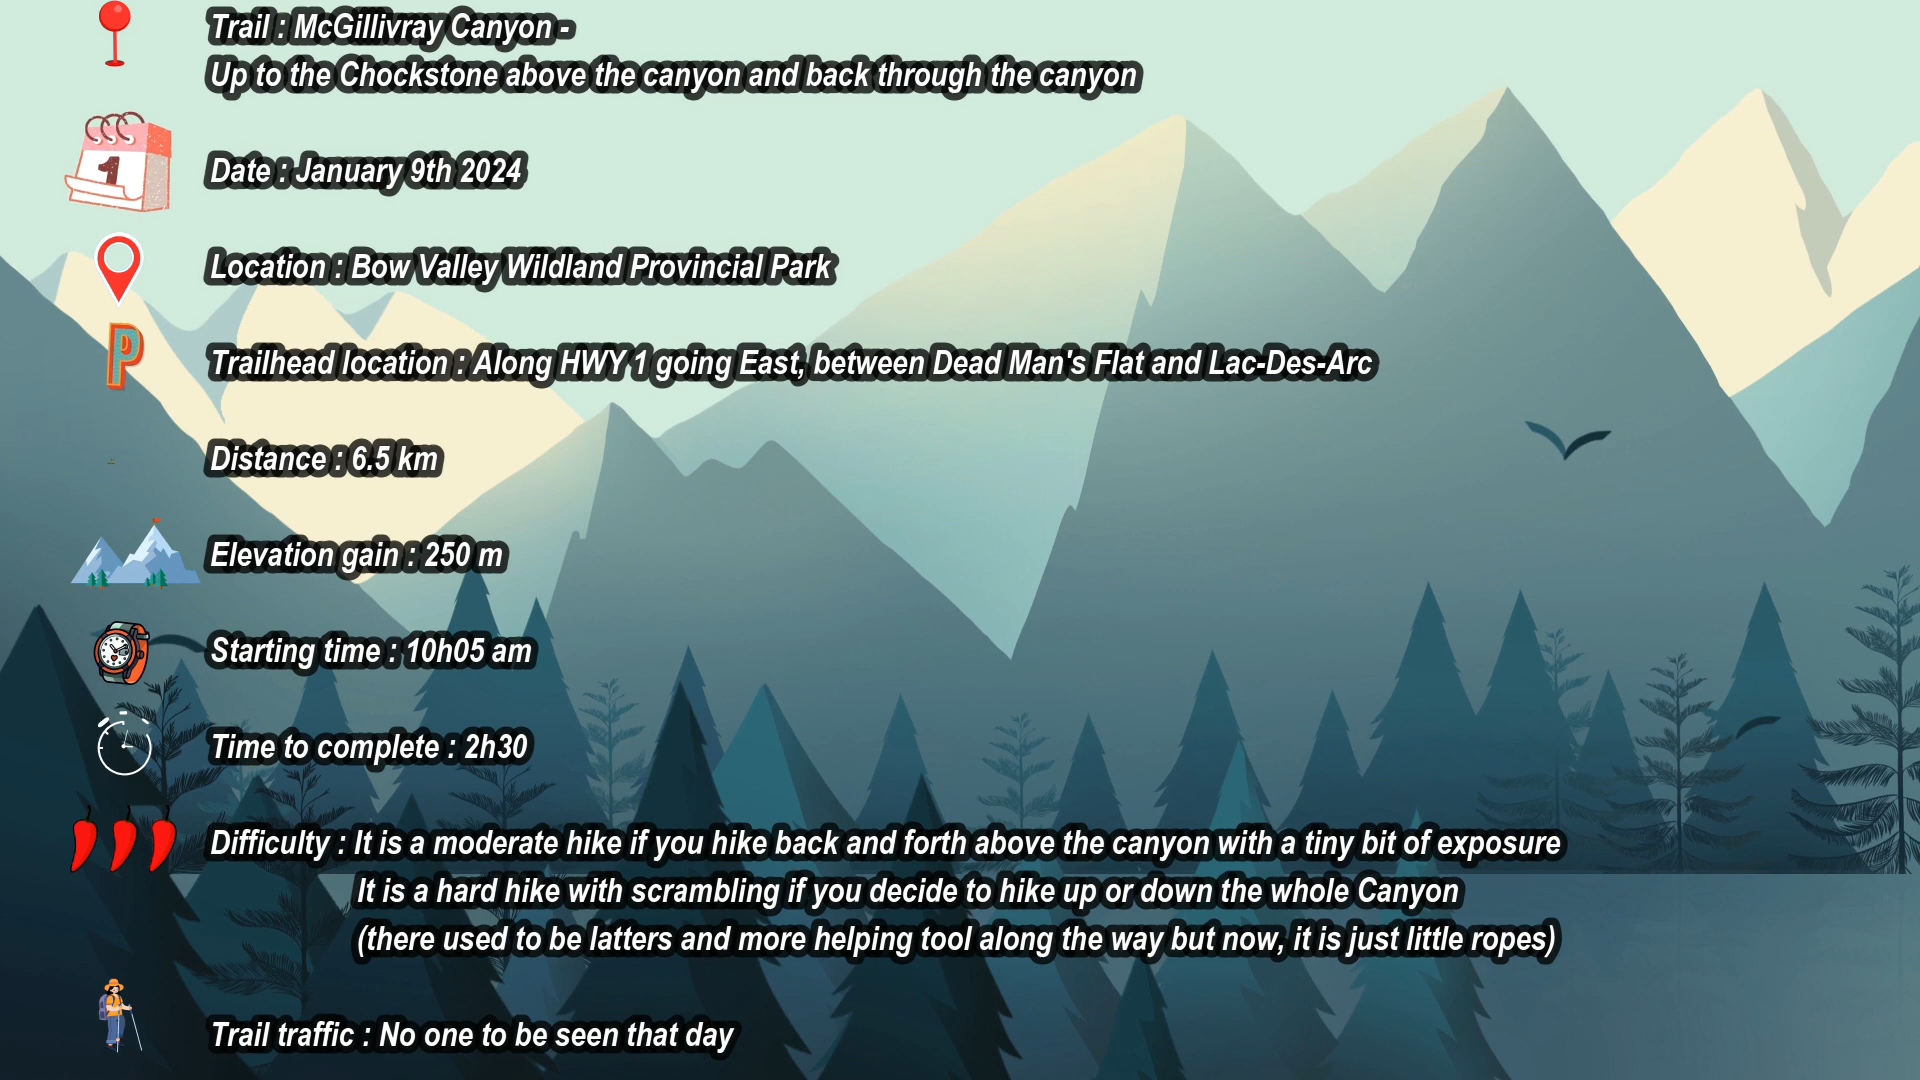 Trail : McGillivray Canyon -
Up to the Chockstone above the canyon and back through the canyon
1
Date : January 9th 2024
Location : Bow Valley Wildland Provincial Park
P
Trailhead location : Along HWY 1 going East, between Dead Man's Flat and Lac-Des-Arc
Distance : 6.5 km
Elevation gain : 250 m
Starting time : 10h05 am
Time to complete : 2h30
Difficulty : It is a moderate hike if you hike back and forth above the canyon with a tiny bit of exposure
It is a hard hike with scrambling if you decide to hike up or down the whole Canyon
(there used to be latters and more helping tool along the way but now, it is just little ropes)
Trail traffic : No one to be seen that day